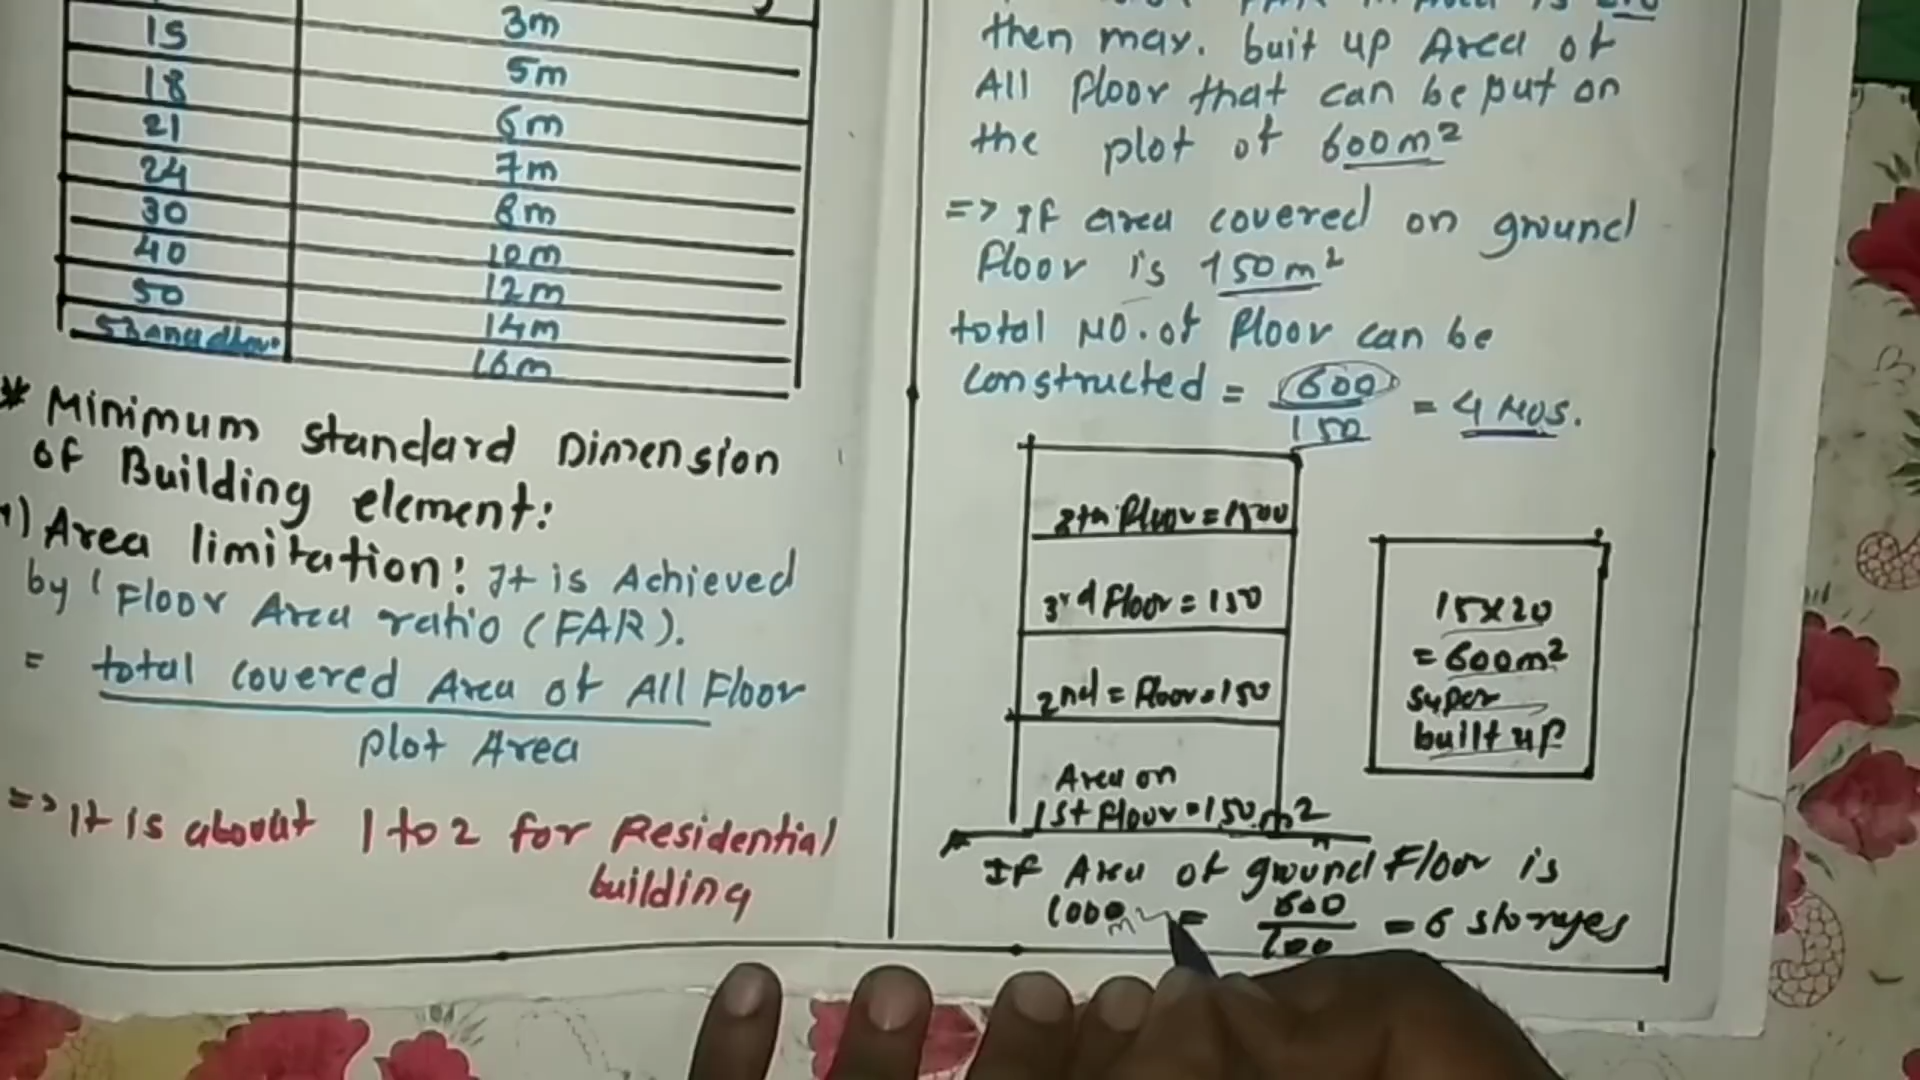 15 3m
18 5m
21 6m
24 7m
30 8m
40 10m
50 12m
14m
16m
* Minimum standard Dimension
of Building element:
1) Area limitation: It is Achieved
by 'Floor Area ratio (FAR).
= total covered Area of All Floor
plot Area
=> It is about 1 to 2 for Residential
building
then max. buit up Area of
All floor that can be put on
the plot of 600m²
=> If area covered on ground
floor is 150m²
total NO. of floor can be
constructed = 600
150
= 4 Nos.
floor = 
3rd floor = 150
2nd = floor = 150
Area on
1st floor = 150 m2
15x20
= 600m²
super
built up
If Area of ground Floor is
1000m = 600
100
= 6 storyes